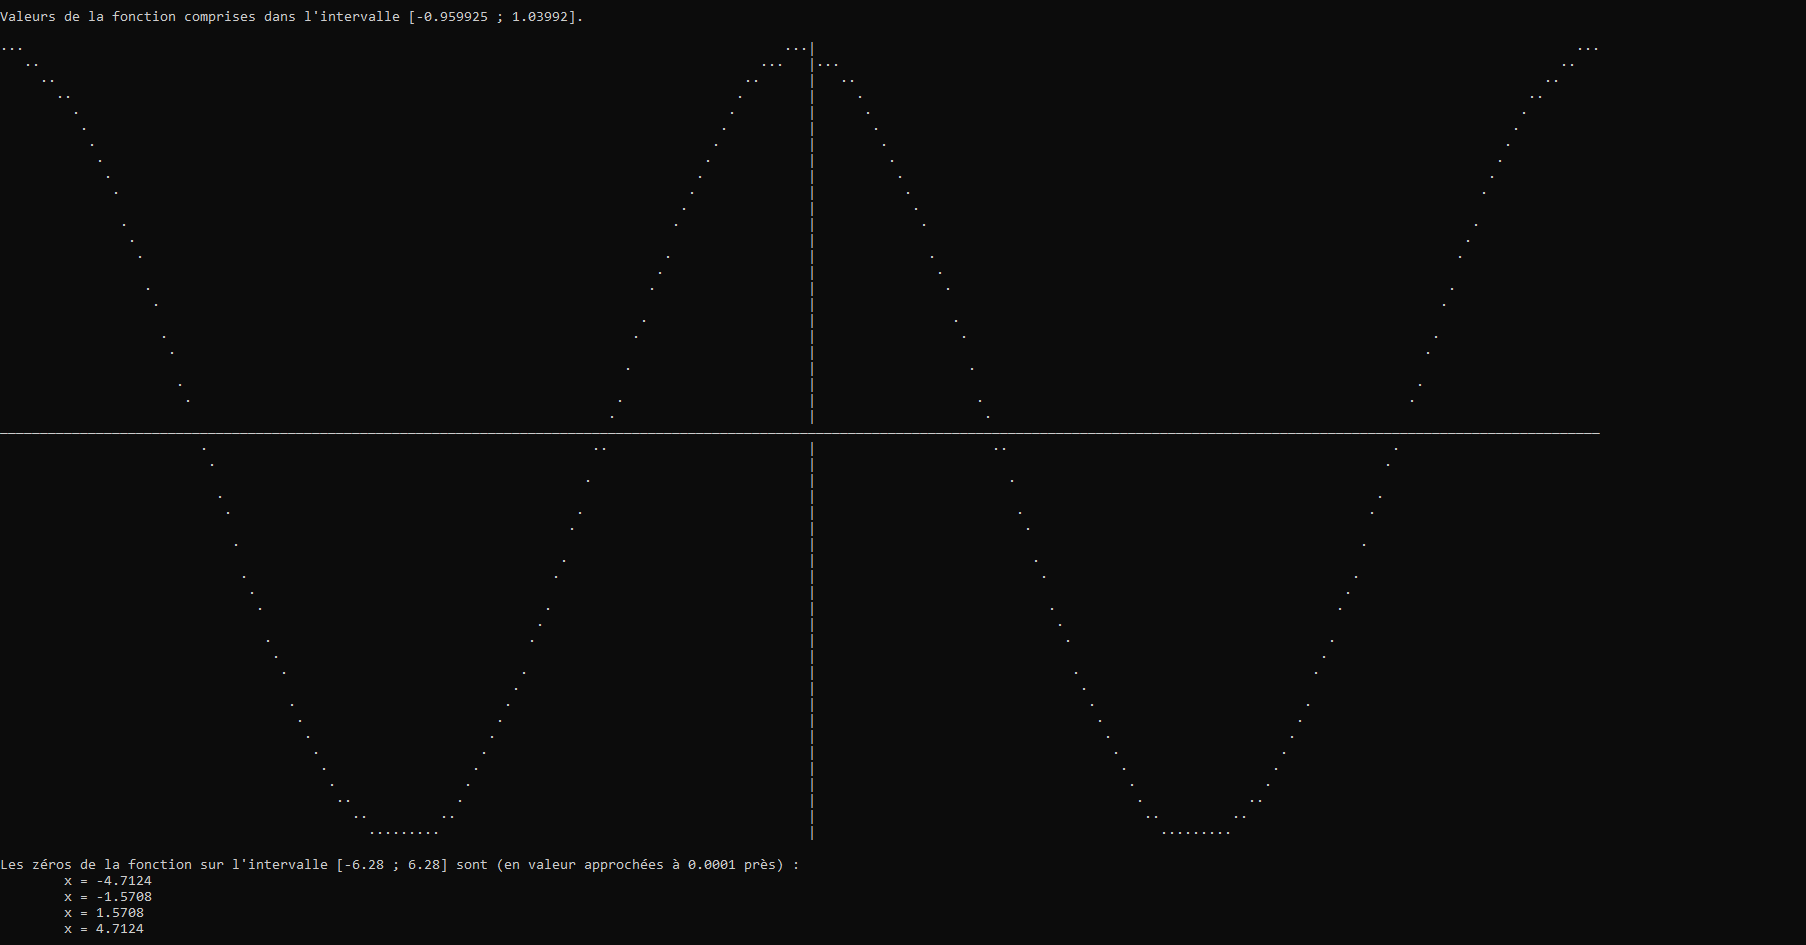 Valeurs de la fonction comprises dans l'intervalle [-0.959925 ; 1.03992].
Les zéros de la fonction sur l'intervalle [-6.28 ; 6.28] sont (en valeur approchées à 0.0001 près) :
x = -4.7124
x = -1.5708
x = 1.5708
x = 4.7124